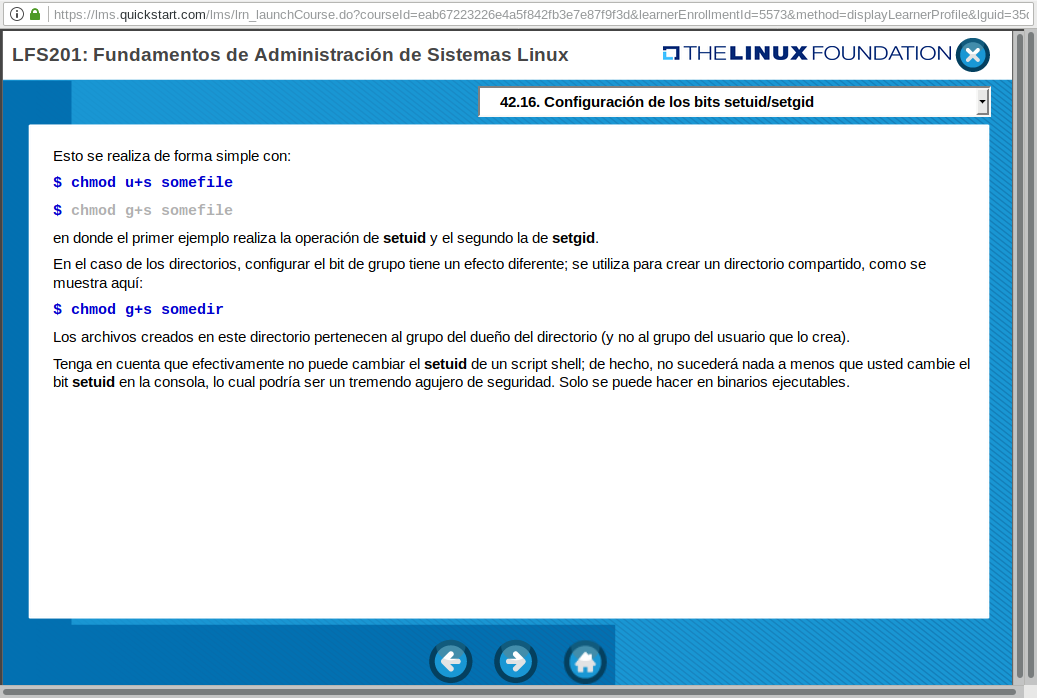 https://lms.quickstart.com/lms/lrn_launchCourse.do?courseId=eab67223226e4a5f842fb3e7e87f9f3d&learnerEnrollmentId=5573&method=displayLearnerProfile&lguid=35c
LFS201: Fundamentos de Administración de Sistemas Linux
THE LINUX FOUNDATION
42.16. Configuración de los bits setuid/setgid
Esto se realiza de forma simple con:
$ chmod u+s somefile
$ chmod g+s somefile
en donde el primer ejemplo realiza la operación de setuid y el segundo la de setgid.
En el caso de los directorios, configurar el bit de grupo tiene un efecto diferente; se utiliza para crear un directorio compartido, como se
muestra aquí:
$ chmod g+s somedir
Los archivos creados en este directorio pertenecen al grupo del dueño del directorio (y no al grupo del usuario que lo crea).
Tenga en cuenta que efectivamente no puede cambiar el setuid de un script shell; de hecho, no sucederá nada a menos que usted cambie el
bit setuid en la consola, lo cual podría ser un tremendo agujero de seguridad. Solo se puede hacer en binarios ejecutables.